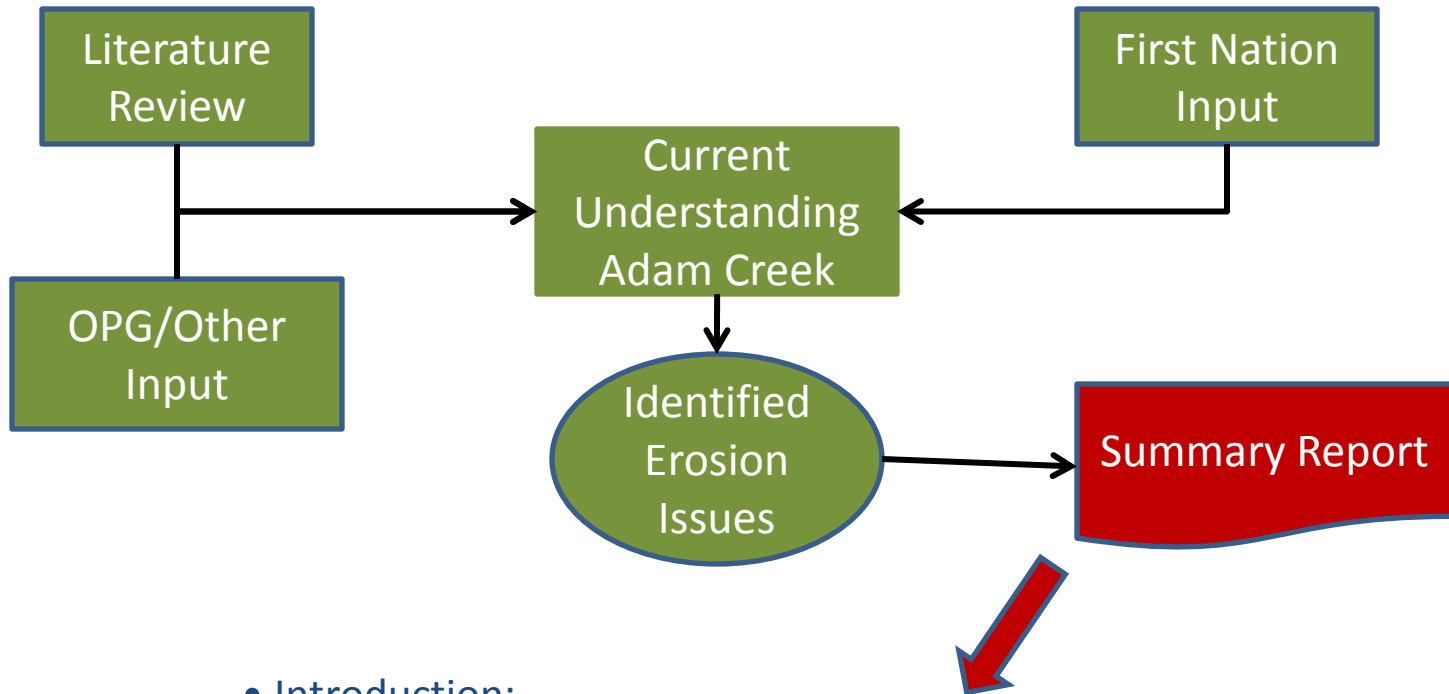 Literature
Review
First Nation
Input
Current
Understanding
Adam Creek
OPG/Other
Input
Identified
Erosion
Issues
Summary Report
• Introduction: